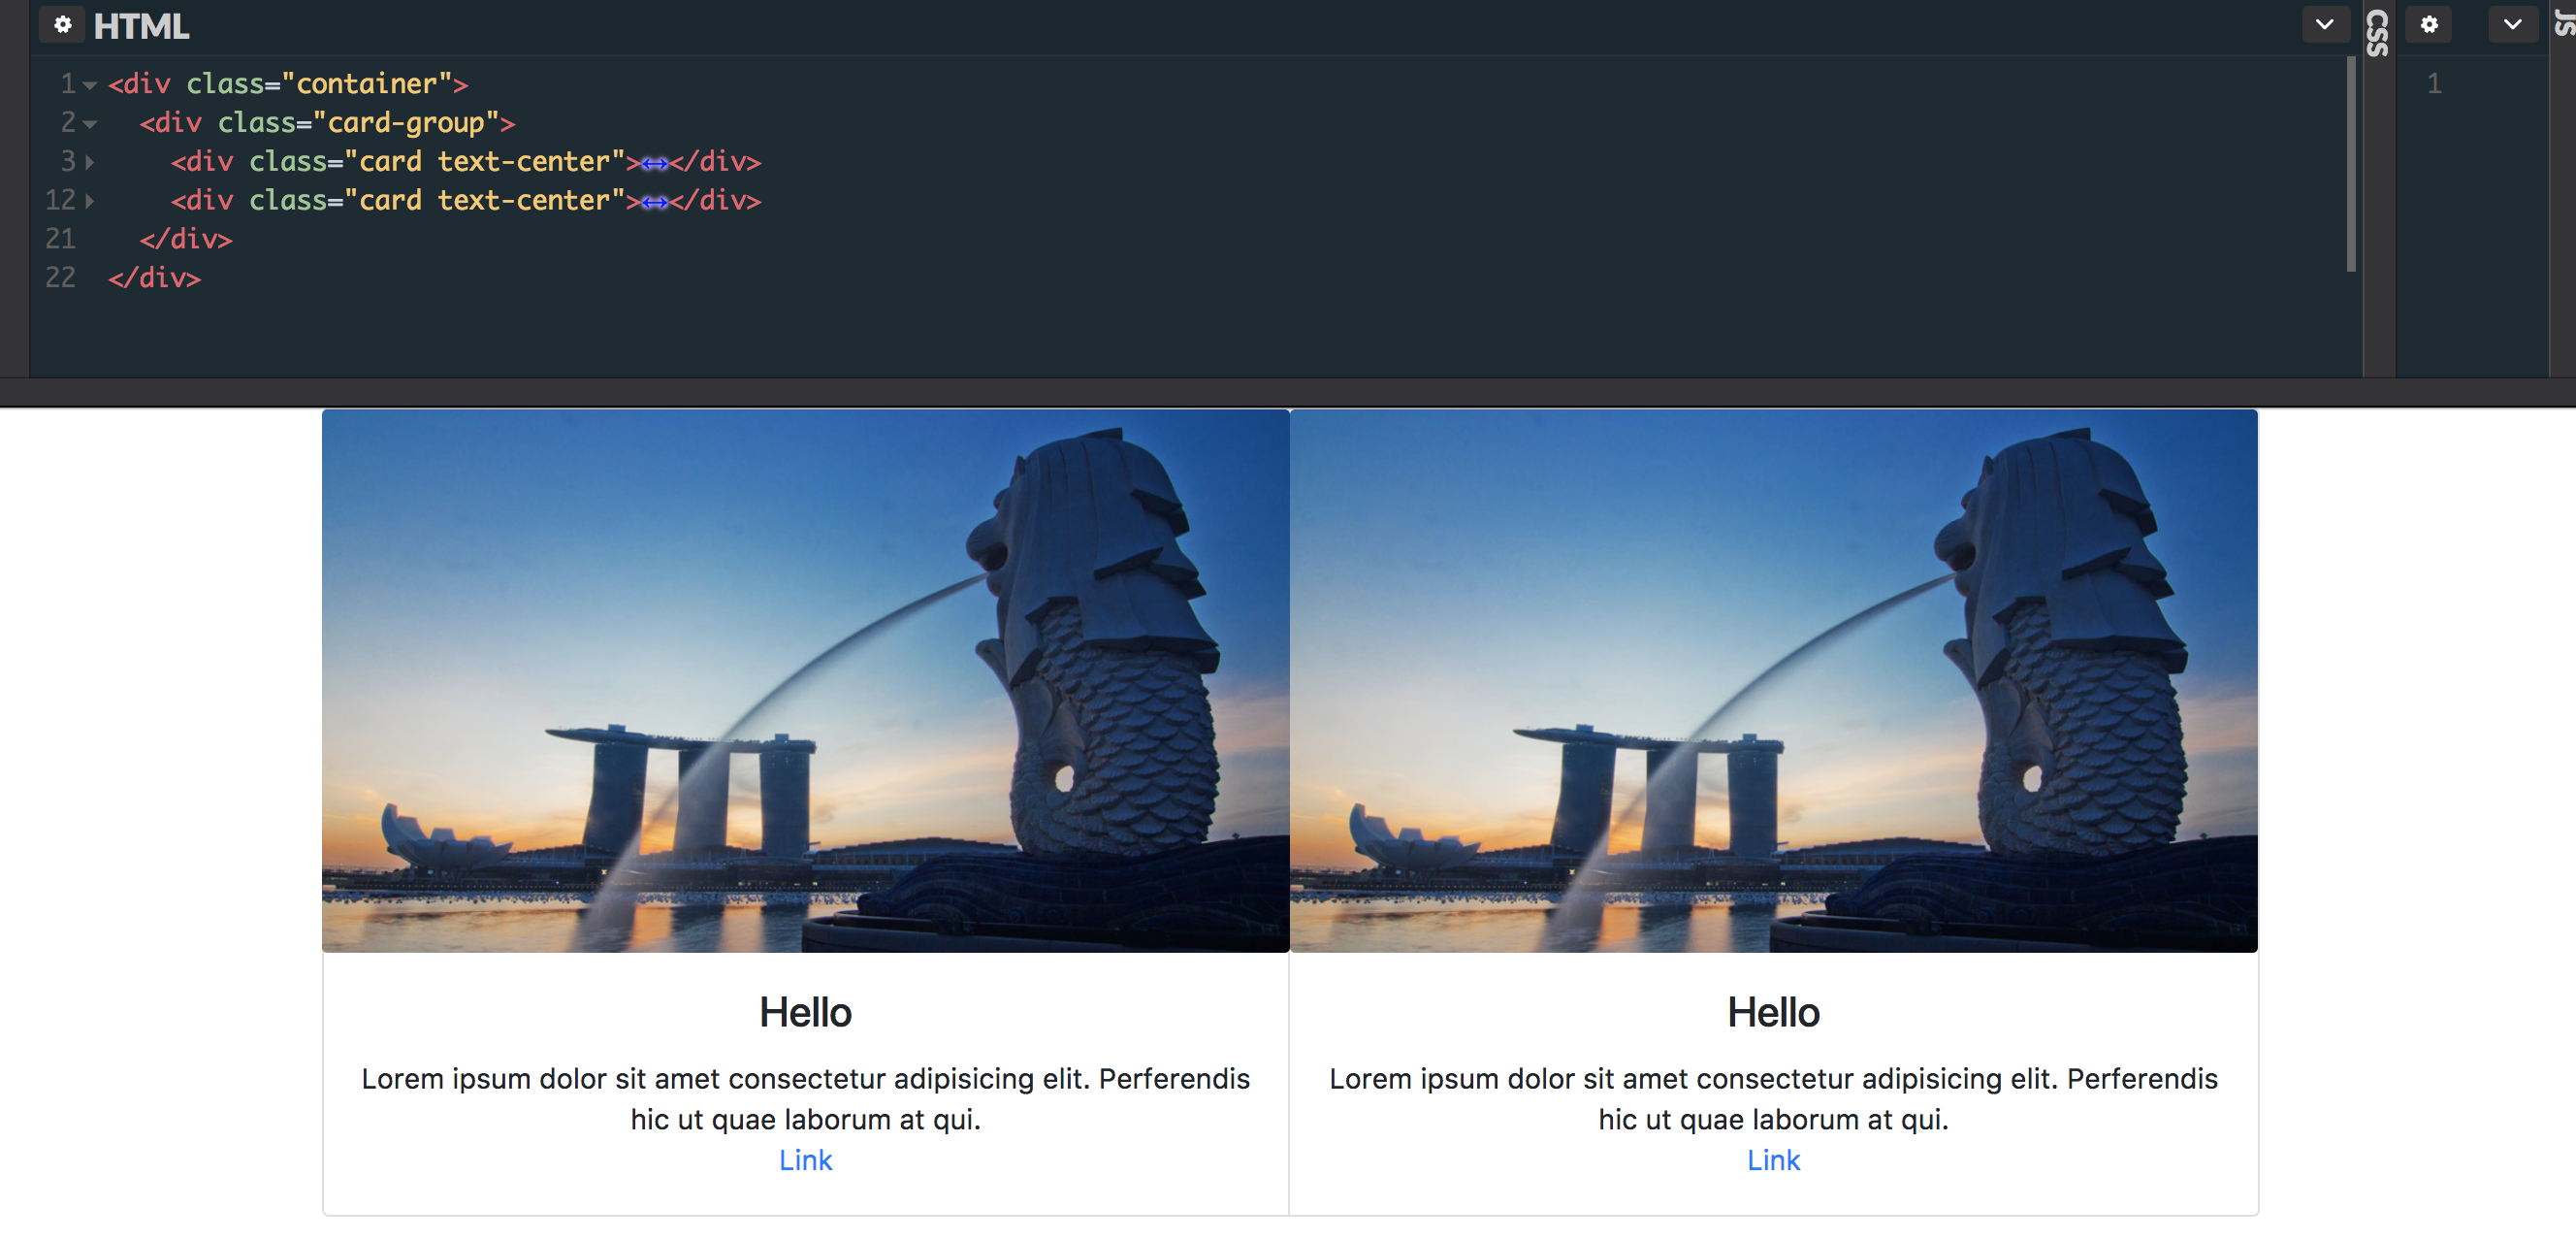 HTML
CSS
JS
1 <div class="container">
2 <div class="card-group">
3 <div class="card text-center">↔</div>
12 <div class="card text-center">↔</div>
21 </div>
22 </div>
1
Hello
Lorem ipsum dolor sit amet consectetur adipisicing elit. Perferendis
hic ut quae laborum at qui.
Link
Hello
Lorem ipsum dolor sit amet consectetur adipisicing elit. Perferendis
hic ut quae laborum at qui.
Link